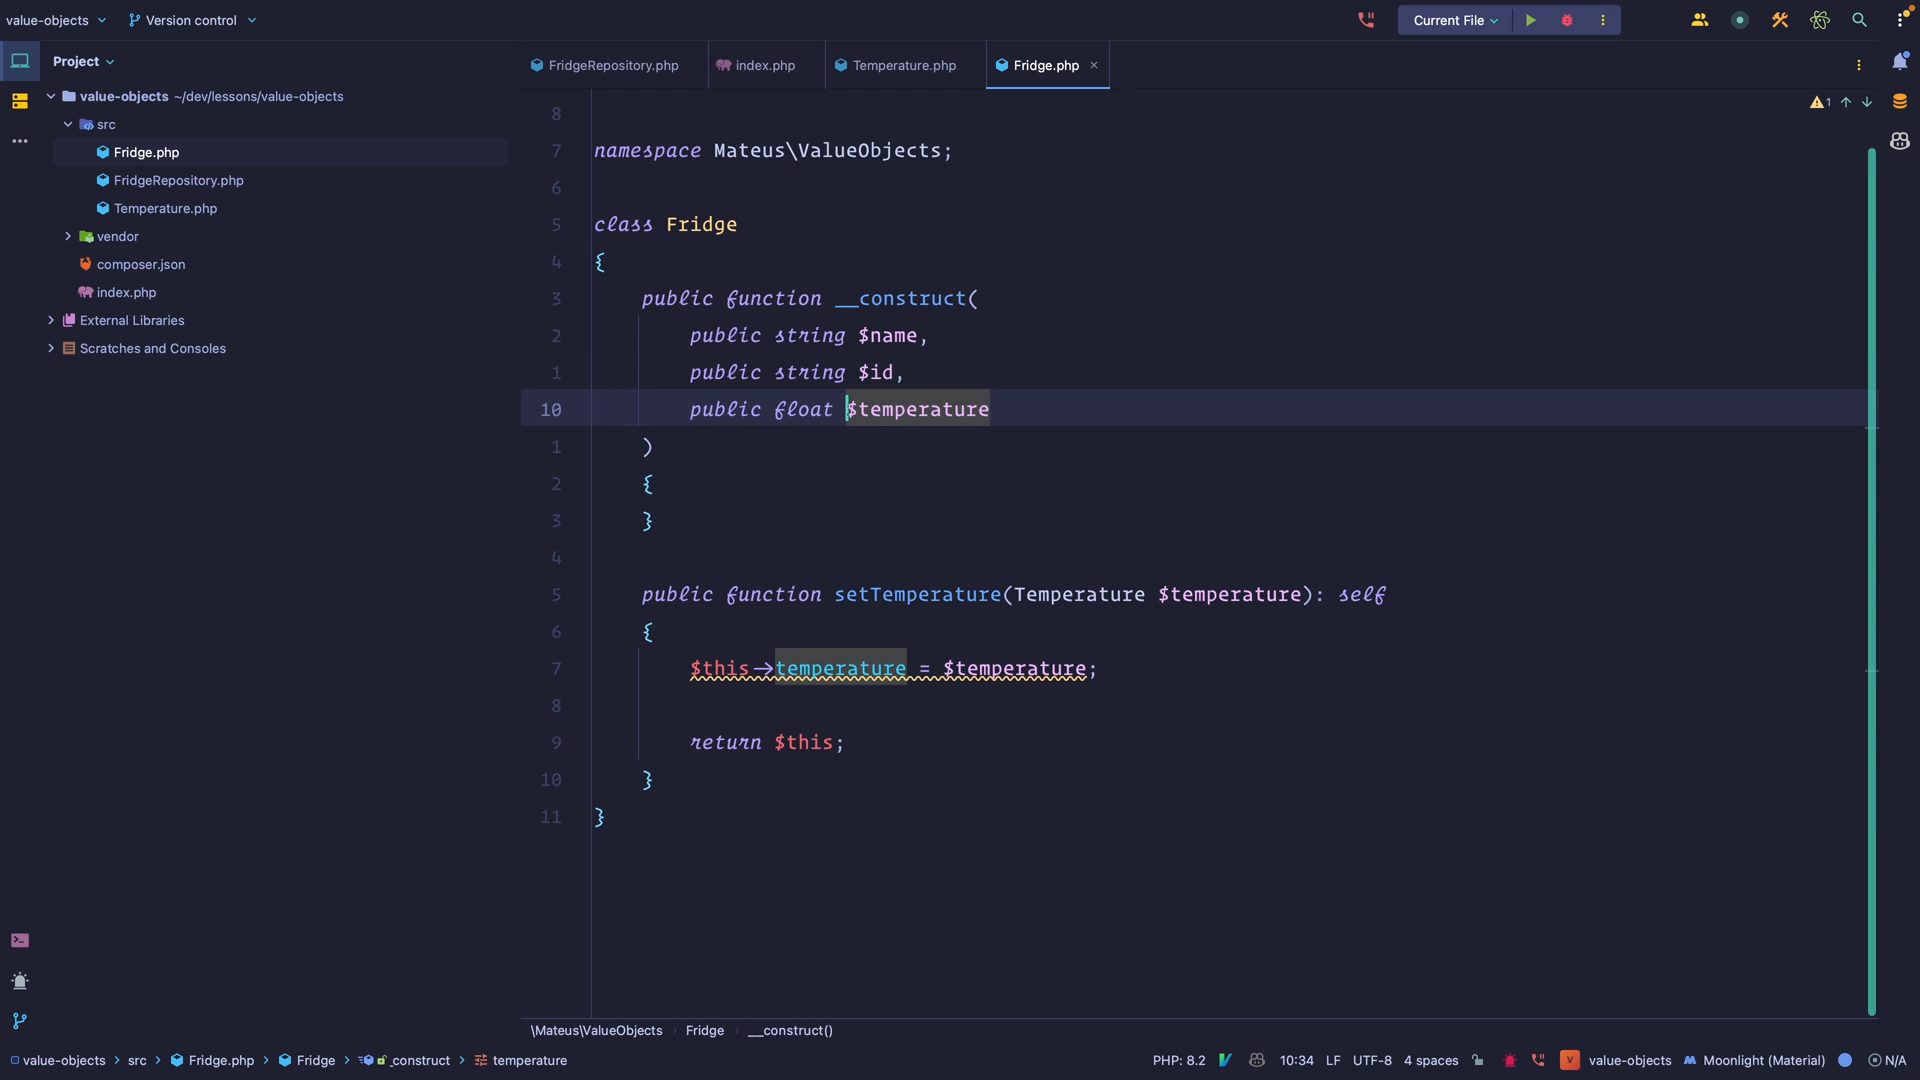 value-objects
Version control
Current File
Project
value-objects ~/dev/lessons/value-objects
src
Fridge.php
FridgeRepository.php
Temperature.php
vendor
composer.json
index.php
External Libraries
Scratches and Consoles
FridgeRepository.php
index.php
Temperature.php
Fridge.php
1
8
7 namespace Mateus\ValueObjects;
6
5 class Fridge
4 {
3 public function __construct(
2 public string $name,
1 public string $id,
10 public float $temperature
1 )
2 {
3 }
4
5 public function setTemperature(Temperature $temperature): self
6 {
7 $this->temperature = $temperature;
8
9 return $this;
10 }
11 }
\Mateus\ValueObjects Fridge __construct()
value-objects src Fridge.php Fridge _construct temperature
PHP: 8.2 10:34 LF UTF-8 4 spaces V value-objects Moonlight (Material) N/A